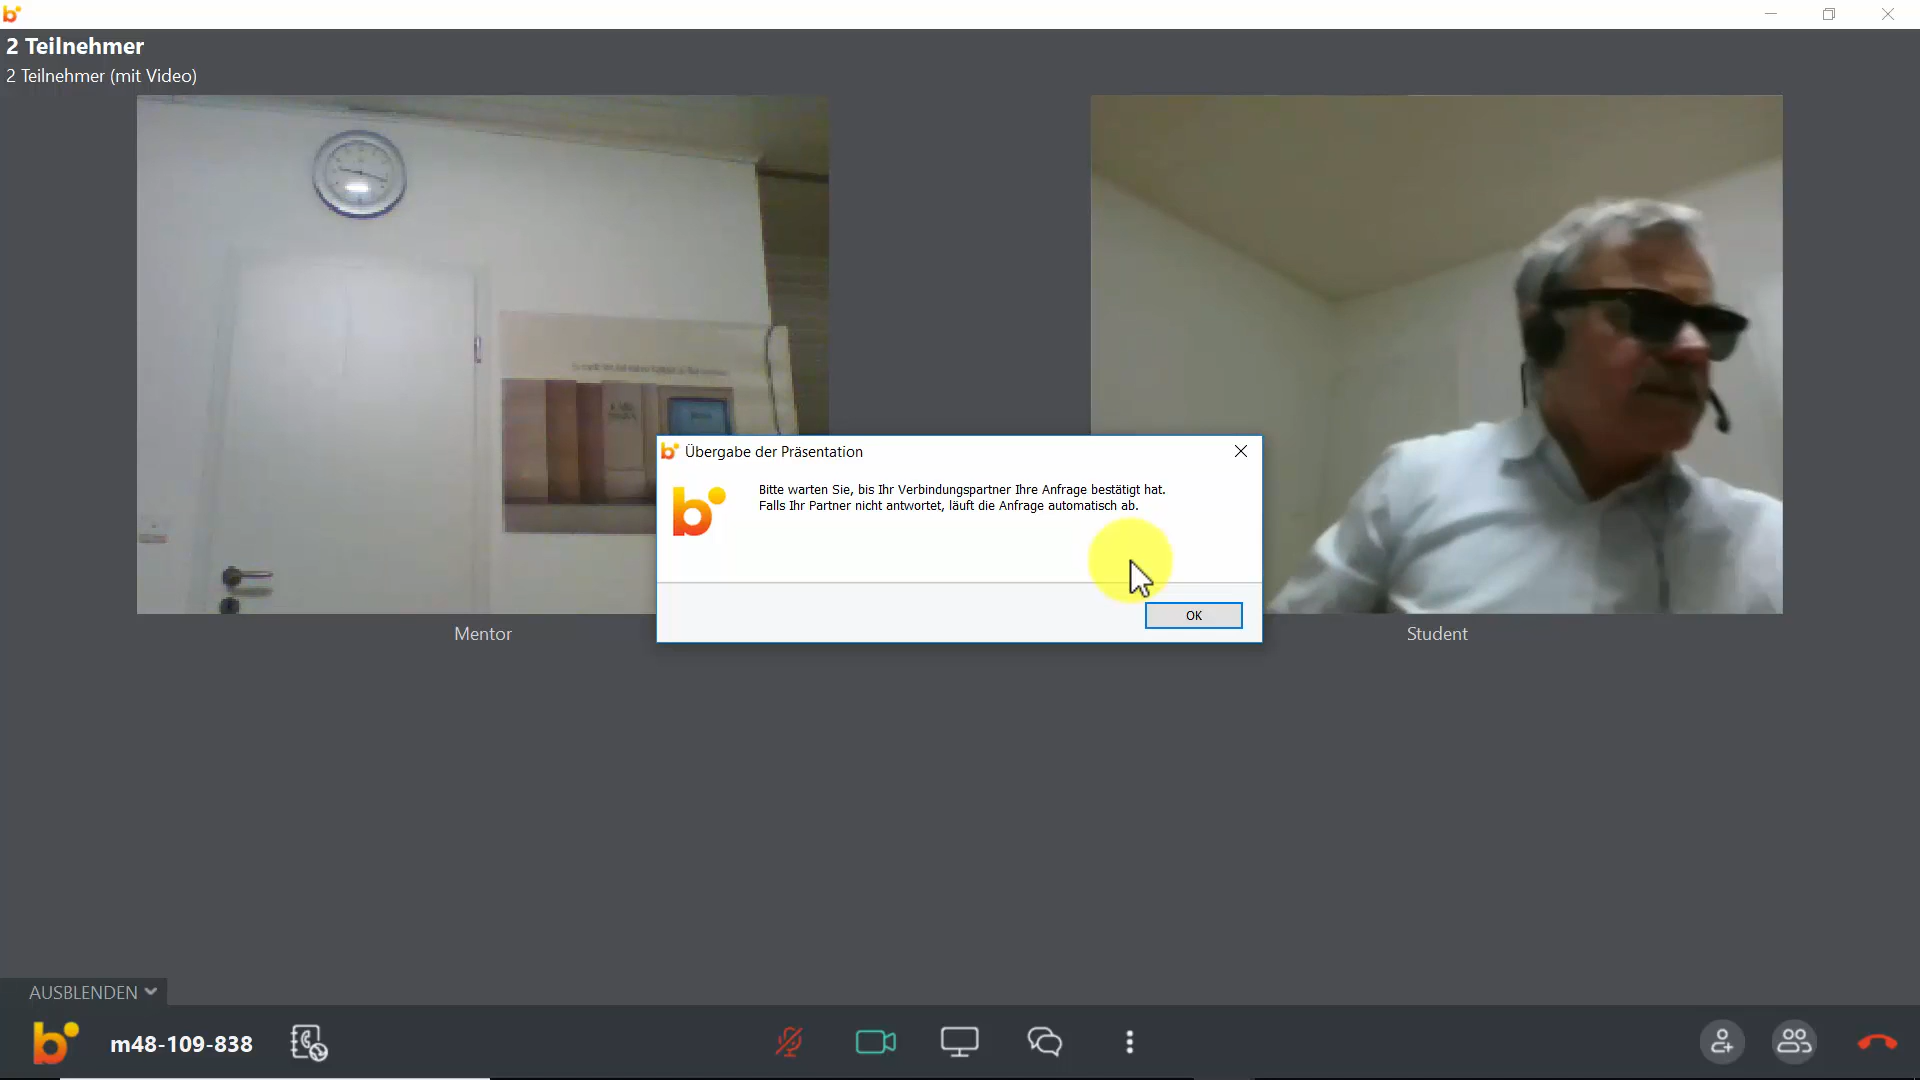 2 Teilnehmer
2 Teilnehmer (mit Video)
Übergabe der Präsentation
Bitte warten Sie, bis Ihr Verbindungspartner Ihre Anfrage bestätigt hat.
Falls Ihr Partner nicht antwortet, läuft die Anfrage automatisch ab.
OK
Mentor
Student
AUSBLENDEN
m48-109-838